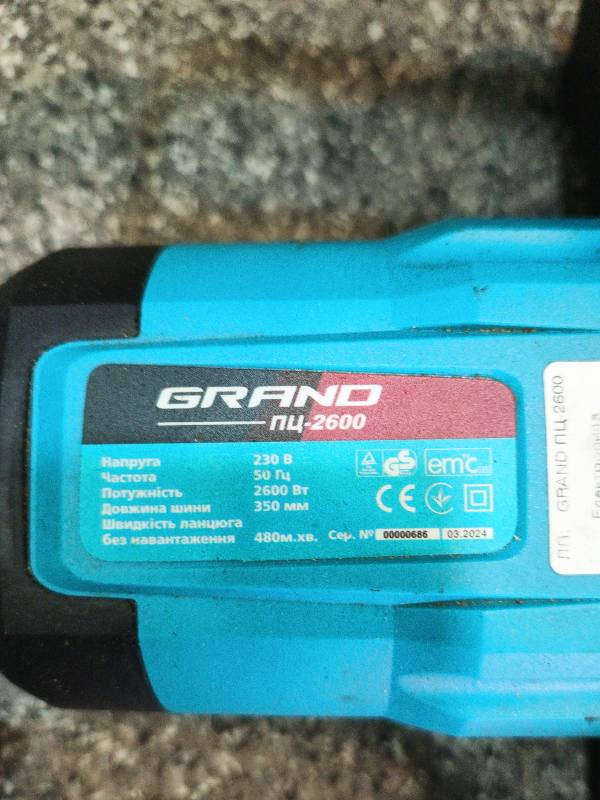 GRAND
ПЦ-2600
Напруга 230 В
Частота 50 Гц
Потужність 2600 Вт
Довжина шини 350 мм
Швидкість ланцюга
без навантаження 480м.хв.
GS
emc
CE
Сер. № 00000686 03.2024
GRAND ПЦ-2600